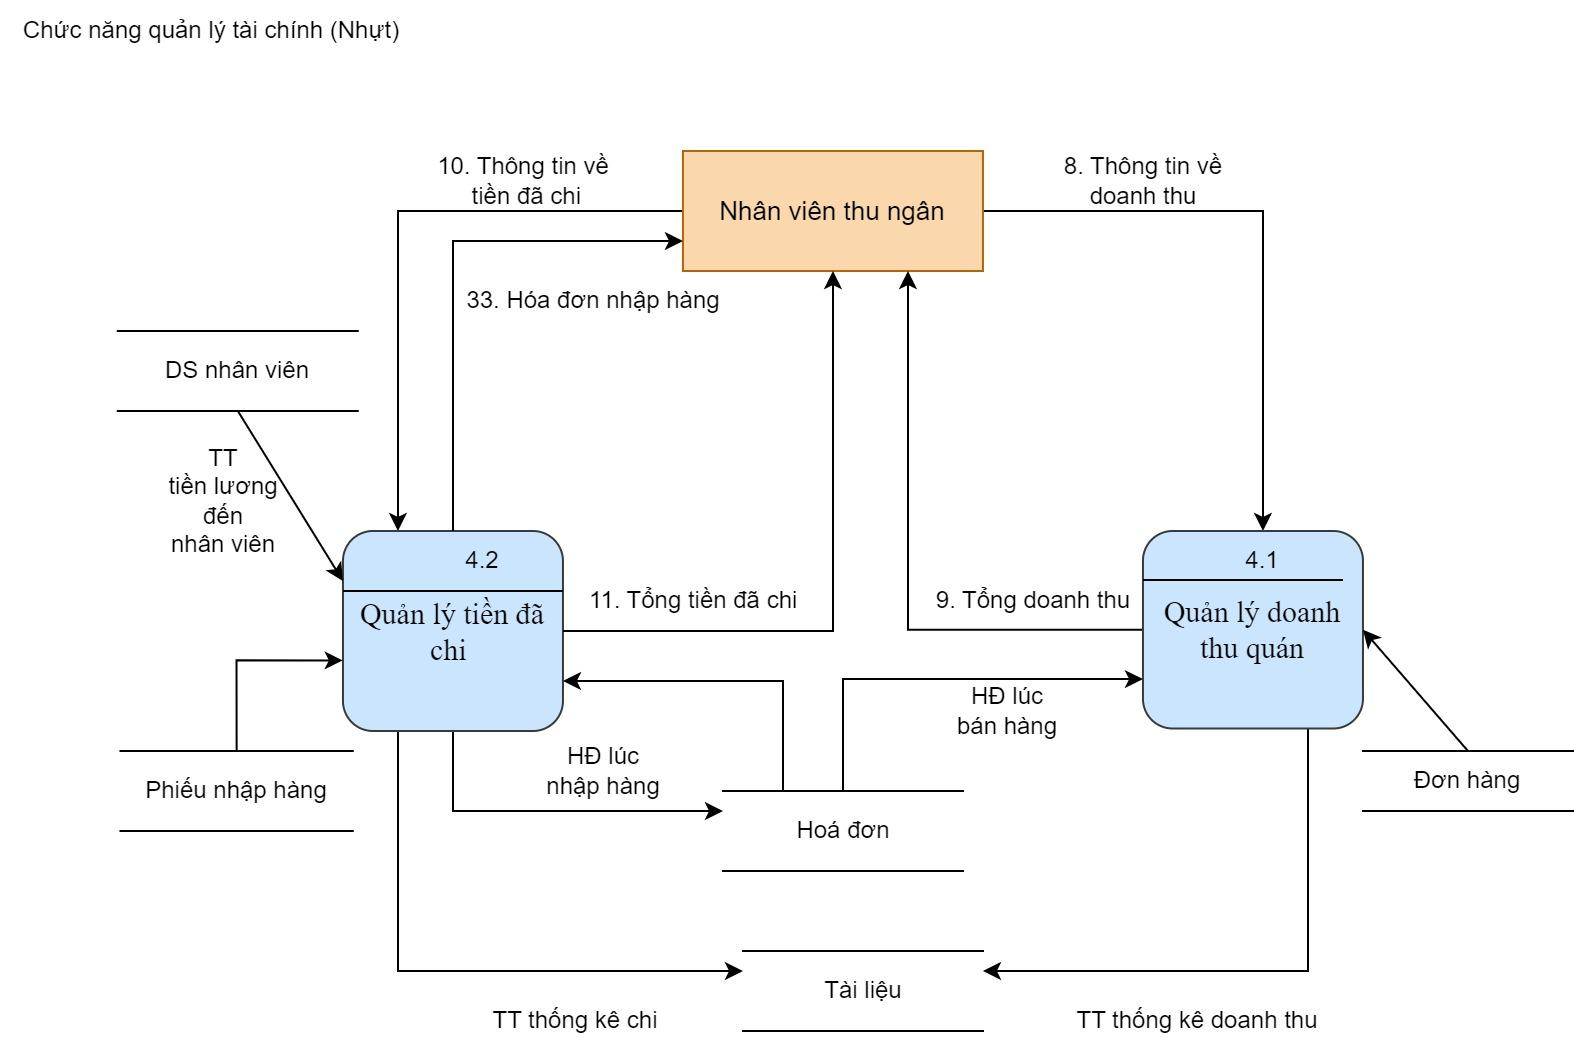 Chức năng quản lý tài chính (Nhựt)
10. Thông tin về
tiền đã chi
8. Thông tin về
doanh thu
Nhân viên thu ngân
33. Hóa đơn nhập hàng
DS nhân viên
TT
tiền lương
đến
nhân viên
4.2
Quản lý tiền đã
chi
11. Tổng tiền đã chi
9. Tổng doanh thu
4.1
Quản lý doanh
thu quán
HĐ lúc
bán hàng
HĐ lúc
nhập hàng
Phiếu nhập hàng
Đơn hàng
Hoá đơn
Tài liệu
TT thống kê chi
TT thống kê doanh thu